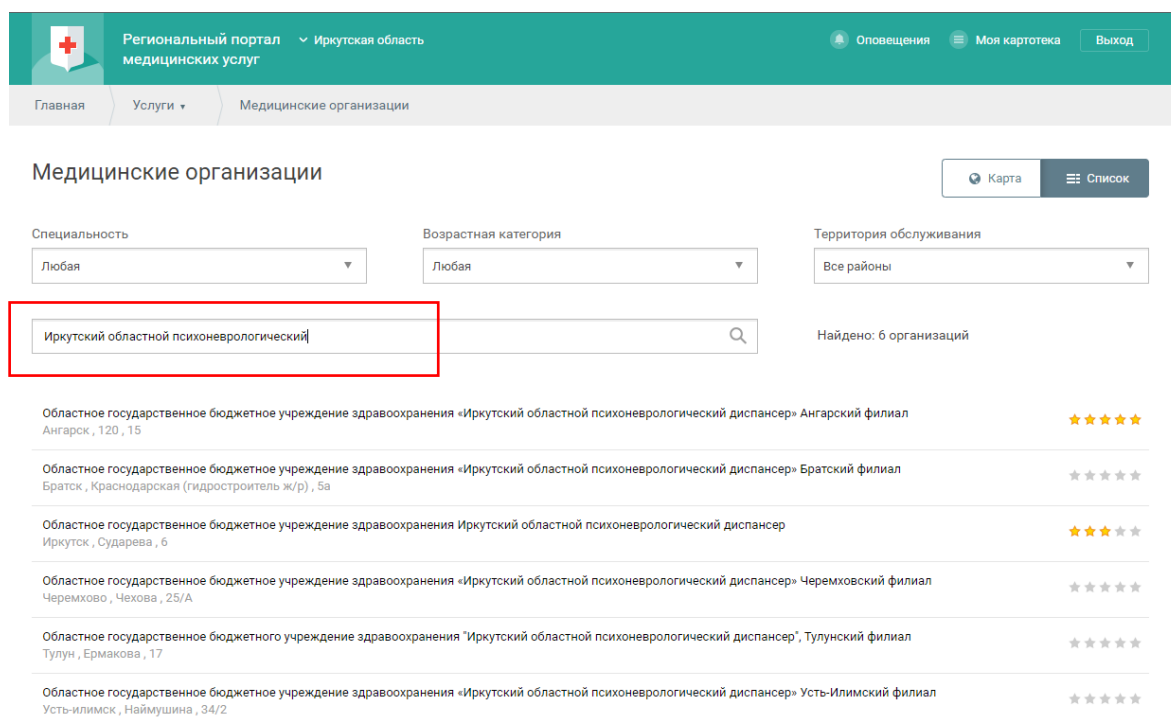 Региональный портал
медицинских услуг
Иркутская область
Оповещения
Моя картотека
Выход
Главная
Услуги
Медицинские организации
Медицинские организации
Карта
Список
Специальность
Возрастная категория
Территория обслуживания
Любая
Любая
Все районы
Иркутский областной психоневрологический
Найдено: 6 организаций
Областное государственное бюджетное учреждение здравоохранения «Иркутский областной психоневрологический диспансер» Ангарский филиал
Ангарск , 120 , 15
Областное государственное бюджетное учреждение здравоохранения «Иркутский областной психоневрологический диспансер» Братский филиал
Братск , Краснодарская (гидростроитель ж/р) , 5а
Областное государственное бюджетное учреждение здравоохранения Иркутский областной психоневрологический диспансер
Иркутск , Сударева , 6
Областное государственное бюджетное учреждение здравоохранения «Иркутский областной психоневрологический диспансер» Черемховский филиал
Черемхово , Чехова , 25/А
Областное государственное бюджетного учреждение здравоохранения "Иркутский областной психоневрологический диспансер", Тулунский филиал
Тулун , Ермакова , 17
Областное государственное бюджетное учреждение здравоохранения «Иркутский областной психоневрологический диспансер» Усть-Илимский филиал
Усть-илимск , Наймушина , 34/2